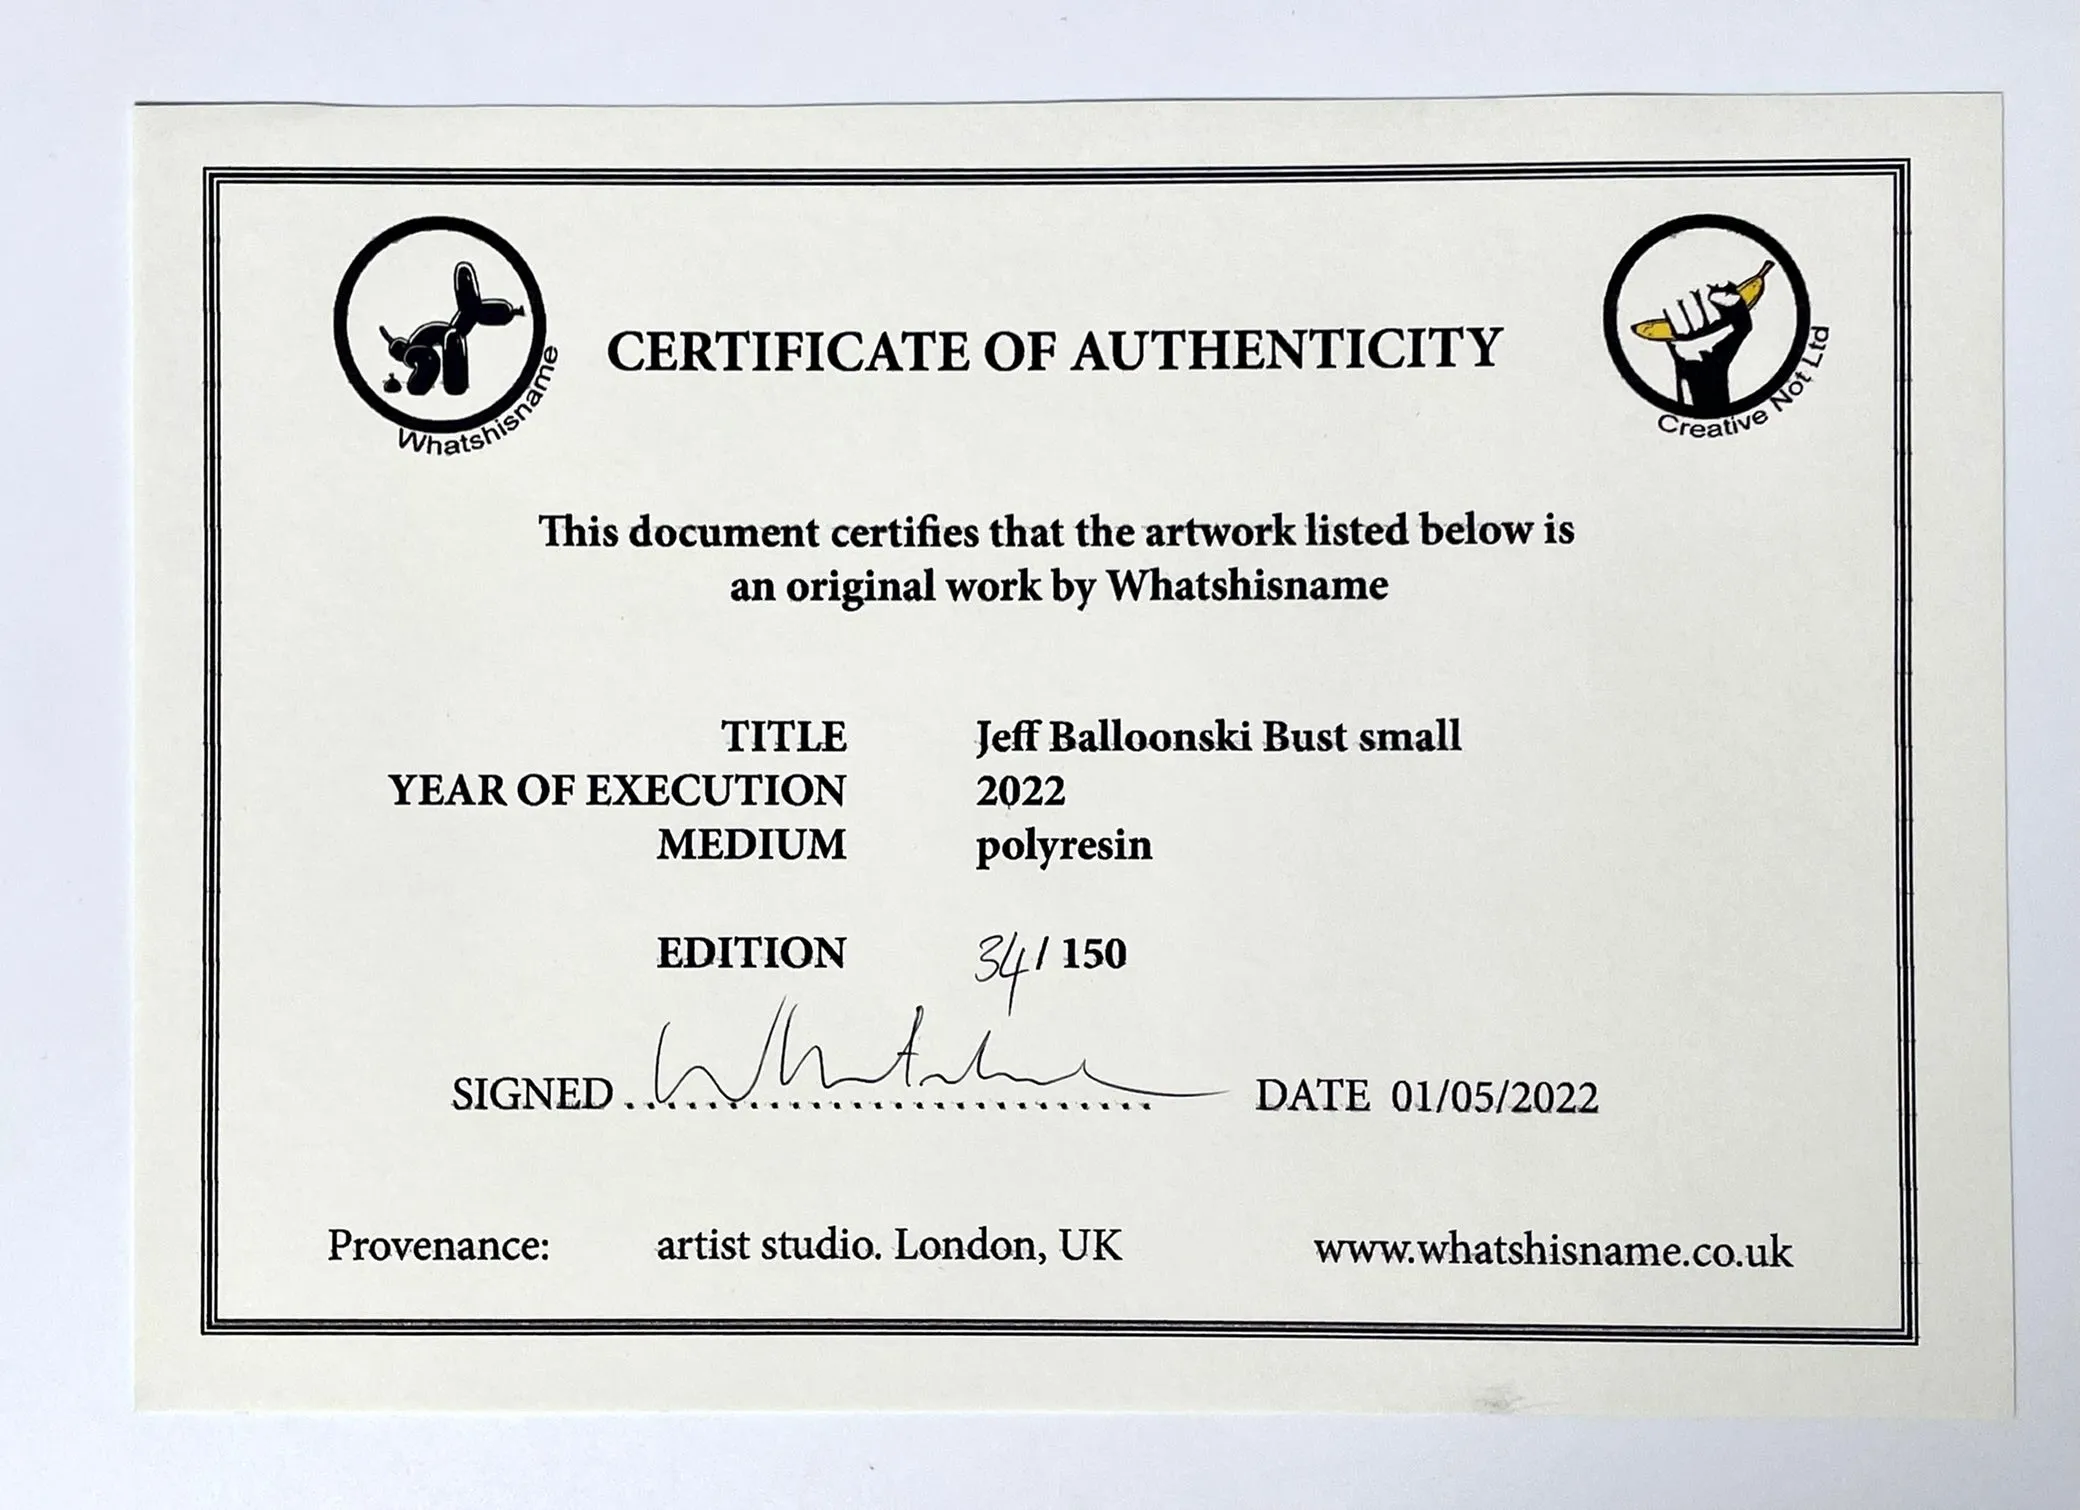 Whatshisname
CERTIFICATE OF AUTHENTICITY
Creative Not Ltd
This document certifies that the artwork listed below is
an original work by Whatshisname
TITLE Jeff Balloonski Bust small
YEAR OF EXECUTION 2022
MEDIUM polyresin
EDITION 34/ 150
SIGNED DATE 01/05/2022
Provenance: artist studio. London, UK www.whatshisname.co.uk